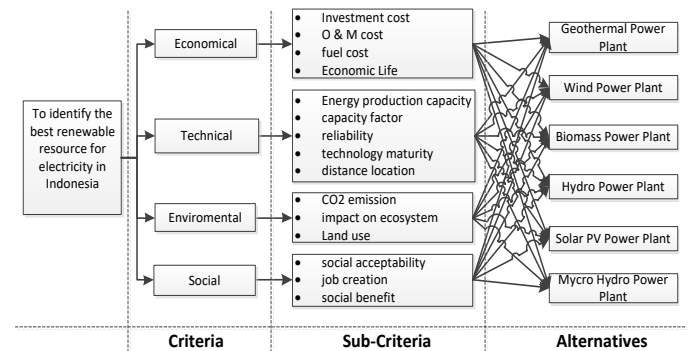 To identify the
best renewable
resource for
electricity in
Indonesia
Economical
Technical
Enviromental
Social
• Investment cost
• O & M cost
• fuel cost
• Economic Life
• Energy production capacity
• capacity factor
• reliability
• technology maturity
• distance location
• CO2 emission
• impact on ecosystem
• Land use
• social acceptability
• job creation
• social benefit
Geothermal Power
Plant
Wind Power Plant
Biomass Power Plant
Hydro Power Plant
Solar PV Power Plant
Mycro Hydro Power
Plant
Criteria
Sub-Criteria
Alternatives